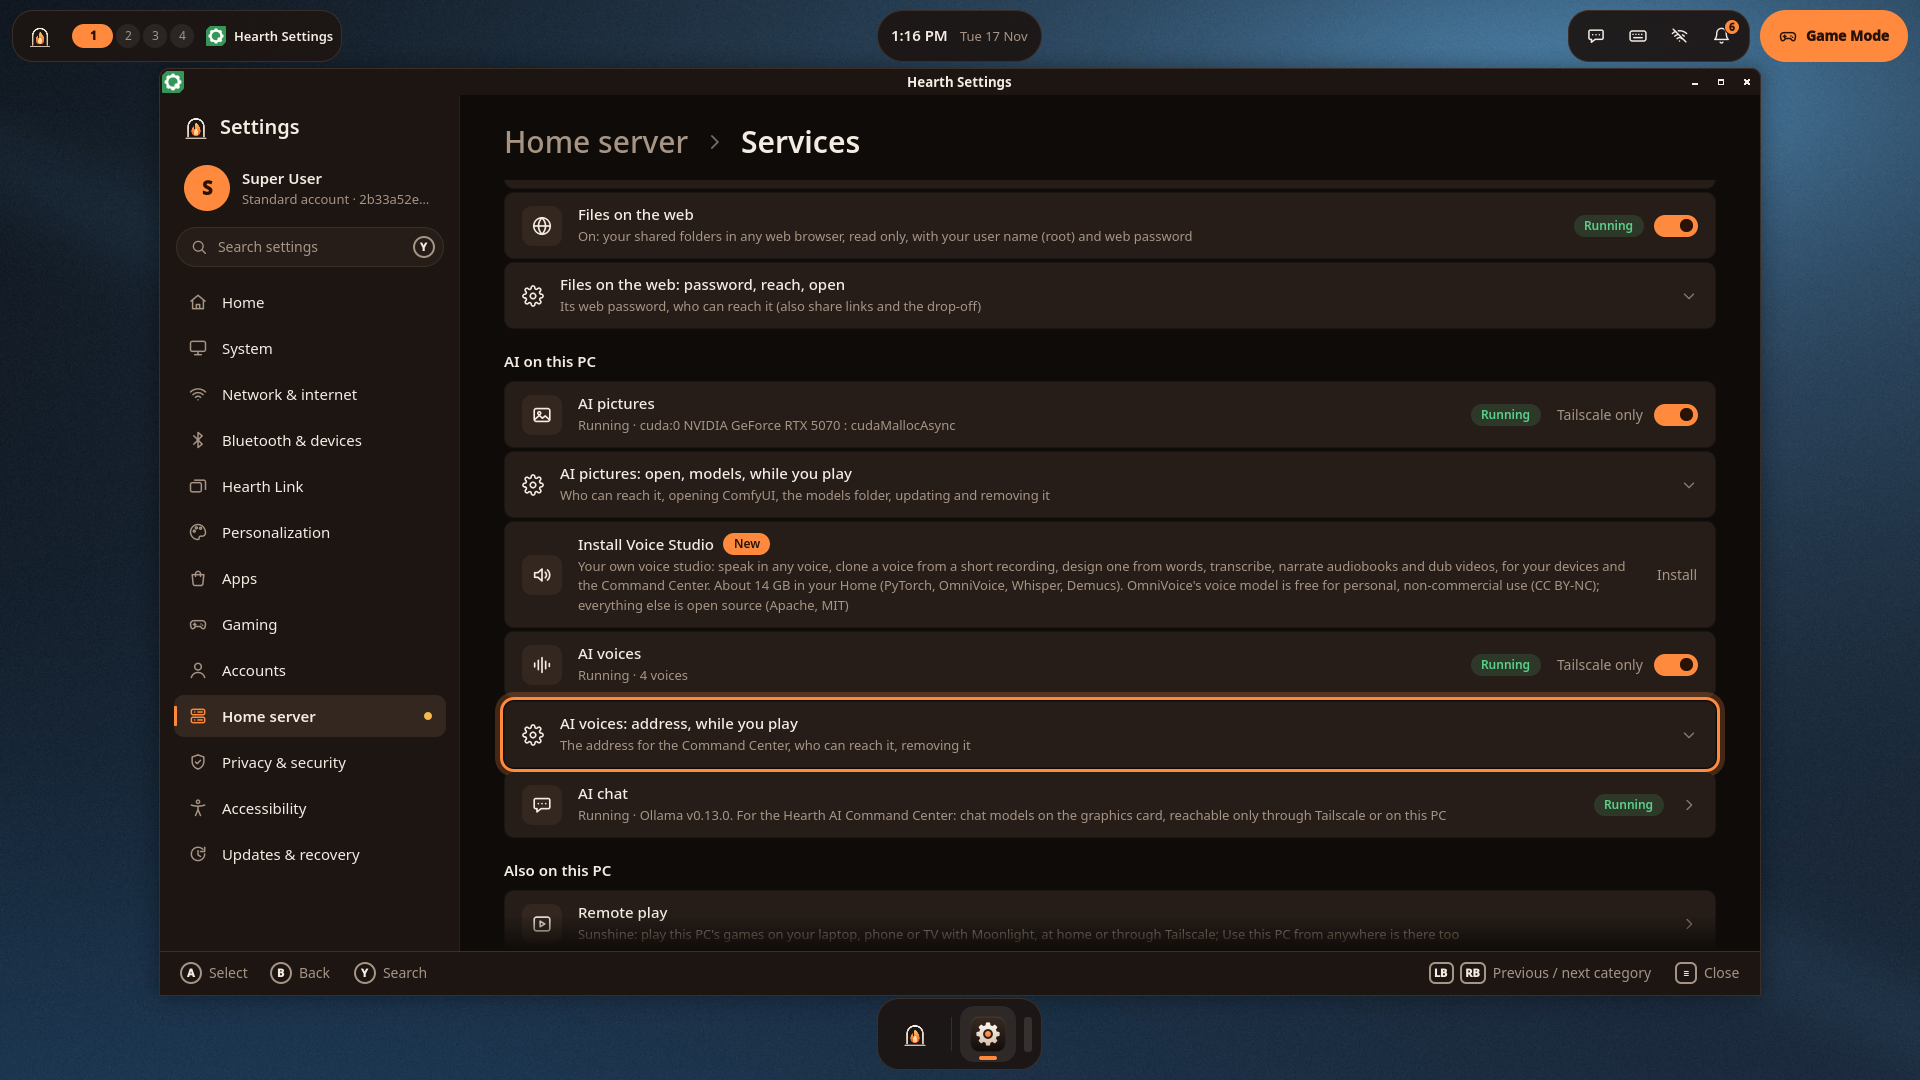 1 2 3 4 Hearth Settings
1:16 PM Tue 17 Nov
6
Game Mode
Hearth Settings
Settings
S
Super User
Standard account · 2b33a52e...
Search settings Y
Home
System
Network & internet
Bluetooth & devices
Hearth Link
Personalization
Apps
Gaming
Accounts
Home server
Privacy & security
Accessibility
Updates & recovery
Home server > Services
Files on the web
On: your shared folders in any web browser, read only, with your user name (root) and web password
Running
Files on the web: password, reach, open
Its web password, who can reach it (also share links and the drop-off)
AI on this PC
AI pictures
Running · cuda:0 NVIDIA GeForce RTX 5070 : cudaMallocAsync
Running Tailscale only
AI pictures: open, models, while you play
Who can reach it, opening ComfyUI, the models folder, updating and removing it
Install Voice Studio New
Your own voice studio: speak in any voice, clone a voice from a short recording, design one from words, transcribe, narrate audiobooks and dub videos, for your devices and
the Command Center. About 14 GB in your Home (PyTorch, OmniVoice, Whisper, Demucs). OmniVoice's voice model is free for personal, non-commercial use (CC BY-NC);
everything else is open source (Apache, MIT)
Install
AI voices
Running · 4 voices
Running Tailscale only
AI voices: address, while you play
The address for the Command Center, who can reach it, removing it
AI chat
Running · Ollama v0.13.0. For the Hearth AI Command Center: chat models on the graphics card, reachable only through Tailscale or on this PC
Running
Also on this PC
Remote play
Sunshine: play this PC's games on your laptop, phone or TV with Moonlight, at home or through Tailscale; Use this PC from anywhere is there too
A Select B Back Y Search
LB RB Previous / next category Close